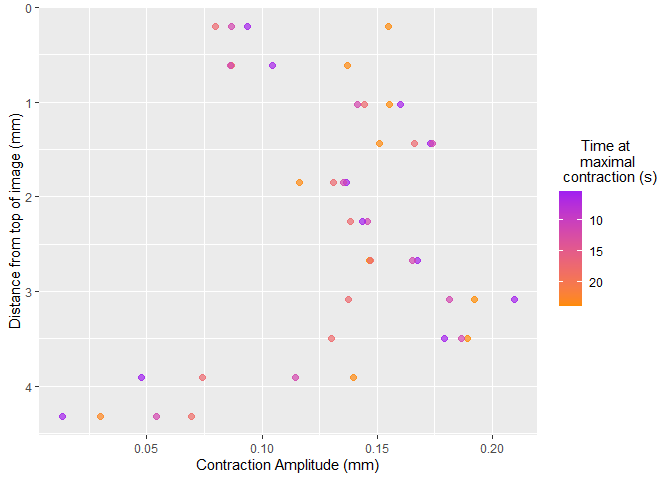 0
1
2
3
4
Distance from top of image (mm)
0.05
0.10
0.15
0.20
Contraction Amplitude (mm)
Time at
maximal
contraction (s)
10
15
20